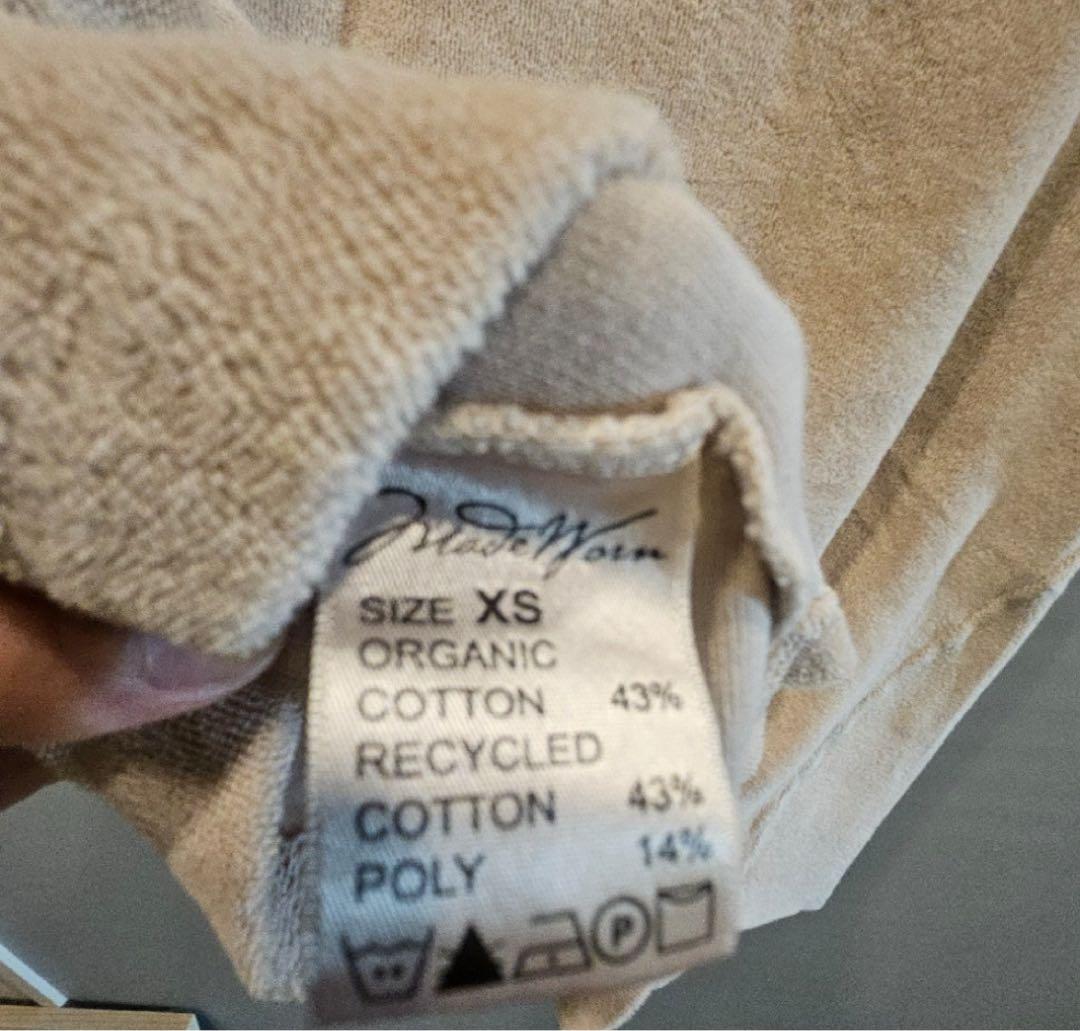 MadeWorn
SIZE XS
ORGANIC
COTTON 43%
RECYCLED
COTTON 43%
POLY 14%
P